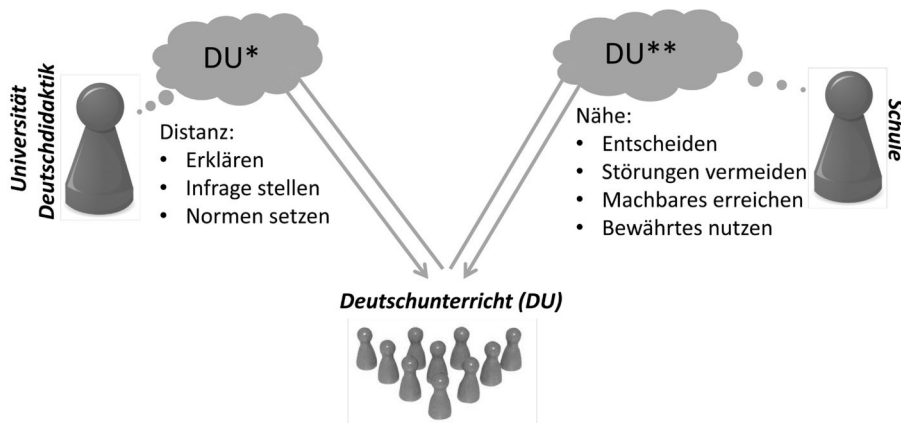 DU*
DU**
Universität
Deutschdidaktik
Distanz:
• Erklären
• Infrage stellen
• Normen setzen
Nähe:
• Entscheiden
• Störungen vermeiden
• Machbares erreichen
• Bewährtes nutzen
Schule
Deutschunterricht (DU)